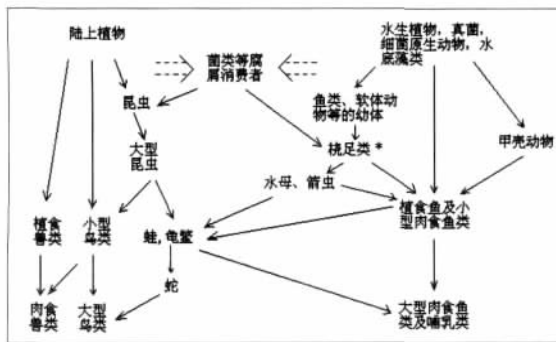 陆上植物
菌类等腐
屑消费者
水生植物，真菌，
细菌原生动物，水
底藻类
昆虫
鱼类、软体动
物等的幼体
大型
昆虫
桡足类*
甲壳动物
水母、箭虫
植食
兽类
小型
鸟类
蛙，龟鳖
植食鱼及小
型肉食鱼类
蛇
肉食
兽类
大型
鸟类
大型肉食鱼
类及哺乳类